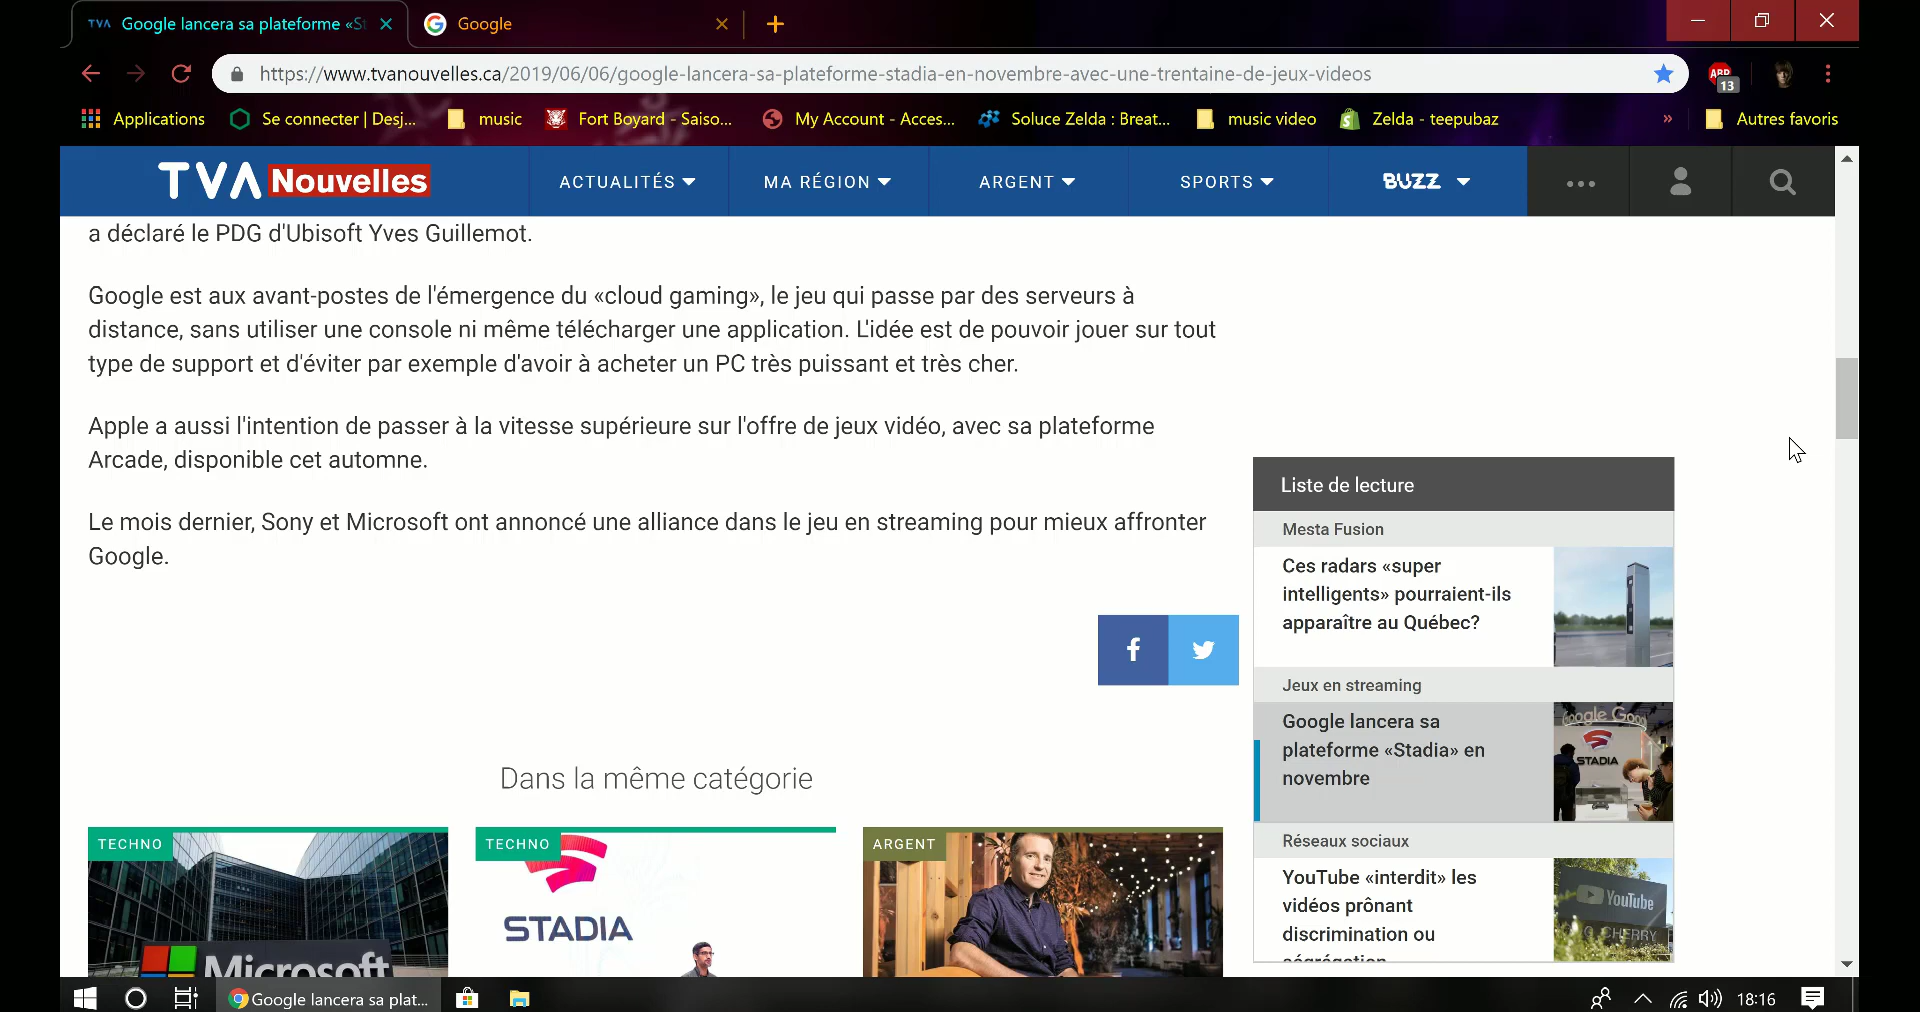 TVA Google lancera sa plateforme «St
Google
https://www.tvanouvelles.ca/2019/06/06/google-lancera-sa-plateforme-stadia-en-novembre-avec-une-trentaine-de-jeux-videos
ABP
13
Applications
Se connecter | Desj...
music
Fort Boyard - Saiso...
My Account - Acces...
Soluce Zelda : Breat...
music video
Zelda - teepubaz
»
Autres favoris
TVA Nouvelles
ACTUALITÉS
MA RÉGION
ARGENT
SPORTS
BUZZ
a déclaré le PDG d'Ubisoft Yves Guillemot.
Google est aux avant-postes de l'émergence du «cloud gaming», le jeu qui passe par des serveurs à
distance, sans utiliser une console ni même télécharger une application. L'idée est de pouvoir jouer sur tout
type de support et d'éviter par exemple d'avoir à acheter un PC très puissant et très cher.
Apple a aussi l'intention de passer à la vitesse supérieure sur l'offre de jeux vidéo, avec sa plateforme
Arcade, disponible cet automne.
Le mois dernier, Sony et Microsoft ont annoncé une alliance dans le jeu en streaming pour mieux affronter
Google.
Dans la même catégorie
TECHNO
Microsoft
TECHNO
STADIA
ARGENT
Liste de lecture
Mesta Fusion
Ces radars «super
intelligents» pourraient-ils
apparaître au Québec?
Jeux en streaming
Google lancera sa
plateforme «Stadia» en
novembre
Google Goo
STADIA
Réseaux sociaux
YouTube «interdit» les
vidéos prônant
discrimination ou
ségrégation
YouTube
CHERRY
Google lancera sa plat...
18:16